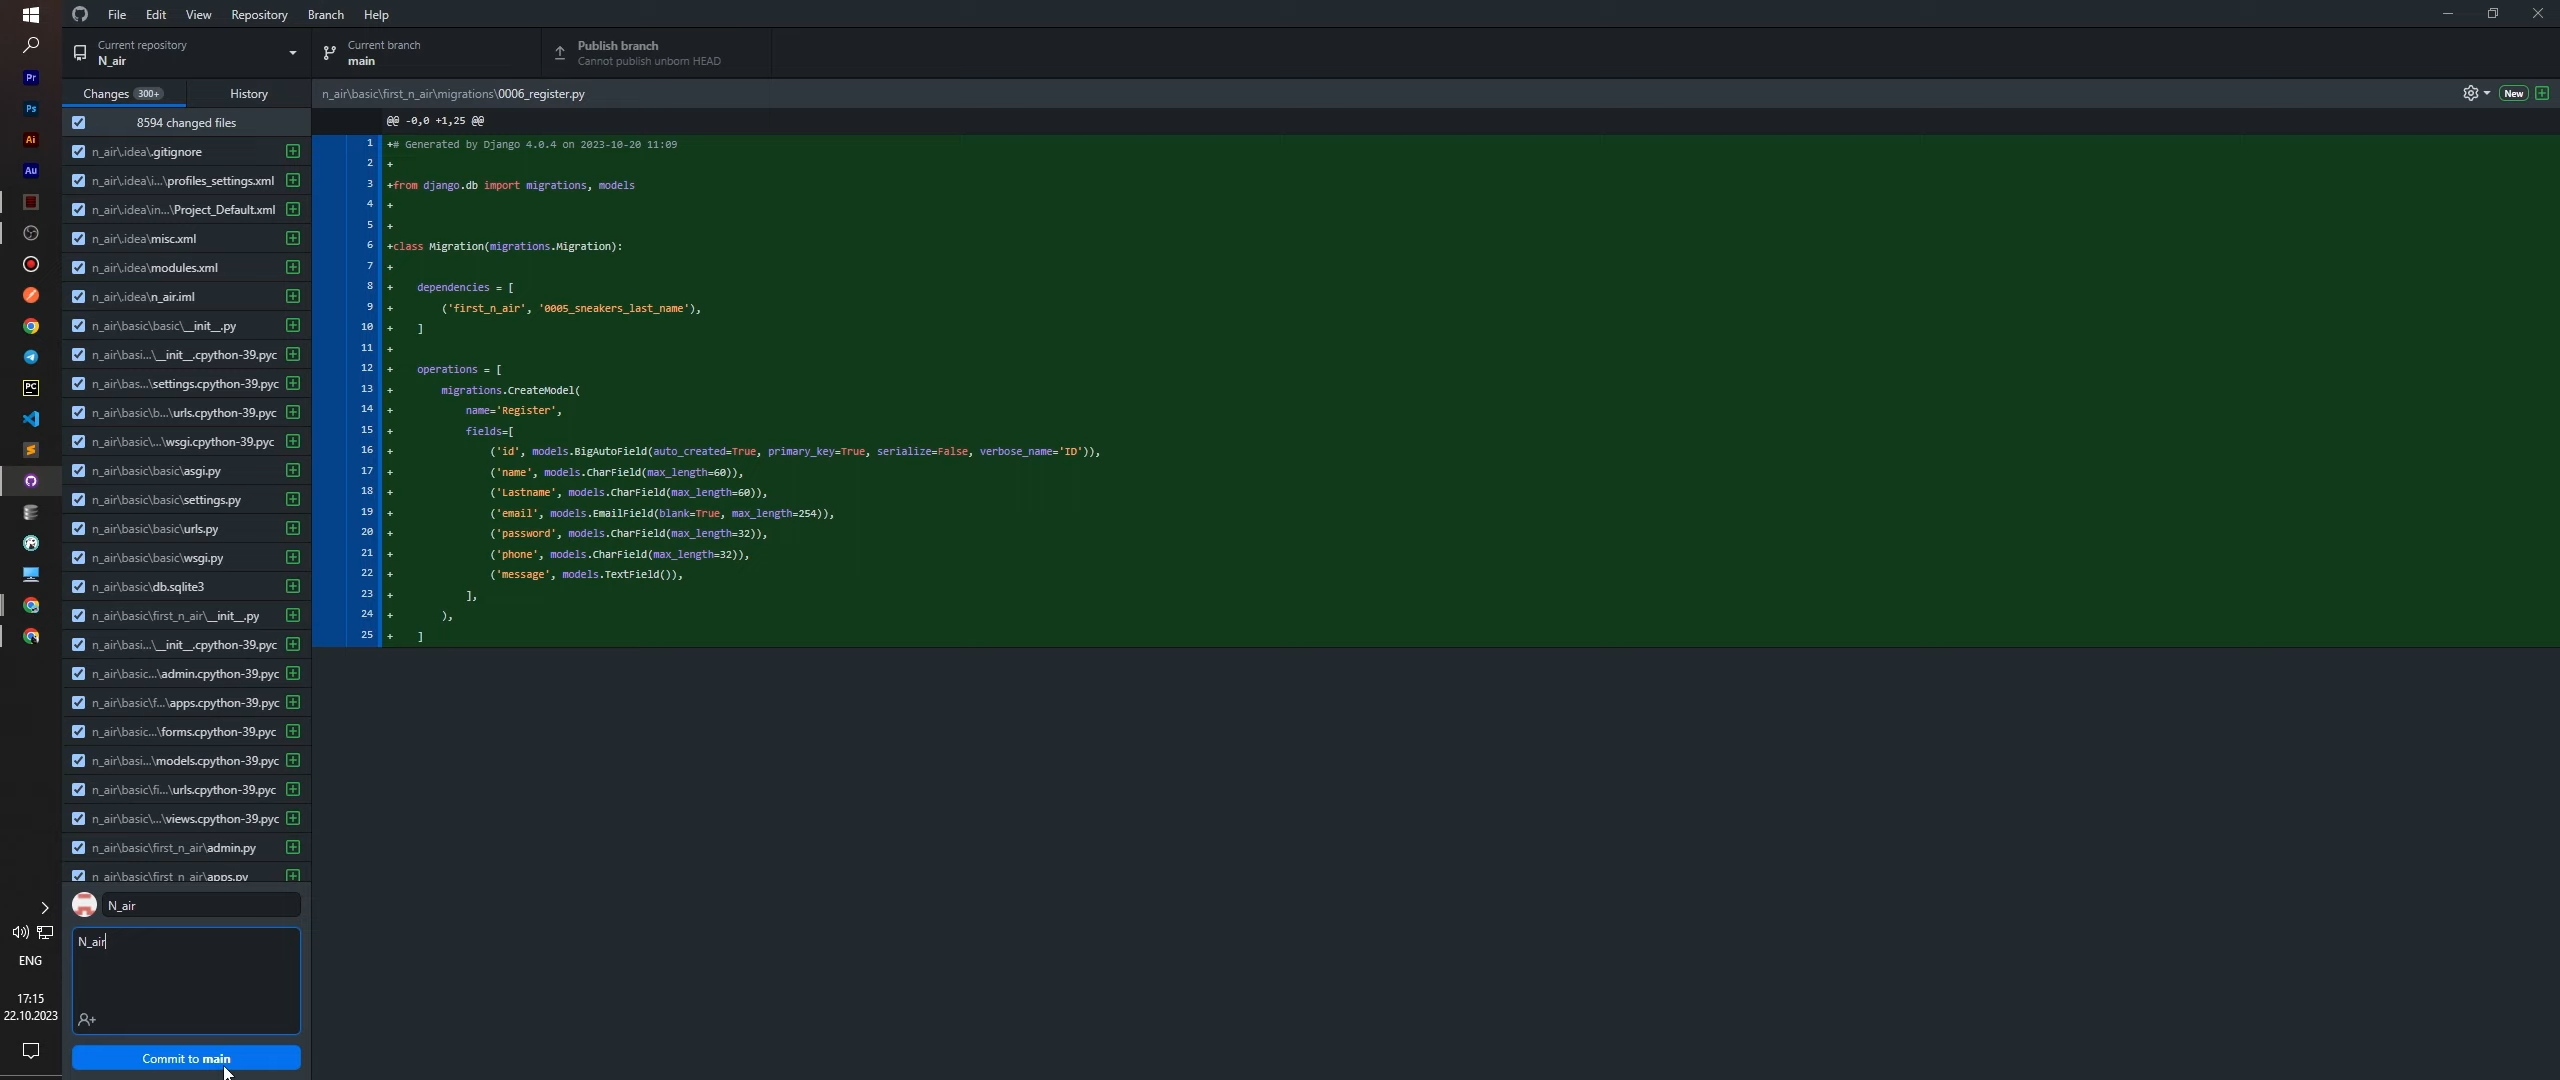 File Edit View Repository Branch Help
Current repository
N_air
Current branch
main
Publish branch
Cannot publish unborn HEAD
Changes 300+ History
n_air\basic\first_n_air\migrations\0006_register.py
New
8594 changed files
n_air\.idea\.gitignore
n_air\.idea\i...\profiles_settings.xml
n_air\.idea\in...\Project_Default.xml
n_air\.idea\misc.xml
n_air\.idea\modules.xml
n_air\.idea\n_air.iml
n_air\basic\basic\__init__.py
n_air\basi...\__init__.cpython-39.pyc
n_air\bas...\settings.cpython-39.pyc
n_air\basic\b...\urls.cpython-39.pyc
n_air\basic\...\wsgi.cpython-39.pyc
n_air\basic\basic\asgi.py
n_air\basic\basic\settings.py
n_air\basic\basic\urls.py
n_air\basic\basic\wsgi.py
n_air\basic\db.sqlite3
n_air\basic\first_n_air\__init__.py
n_air\basi...\__init__.cpython-39.pyc
n_air\basic...\admin.cpython-39.pyc
n_air\basic\f...\apps.cpython-39.pyc
n_air\basic...\forms.cpython-39.pyc
n_air\basi...\models.cpython-39.pyc
n_air\basic\fi...\urls.cpython-39.pyc
n_air\basic\...\views.cpython-39.pyc
n_air\basic\first_n_air\admin.py
n_air\basic\first_n_air\apps.py
N_air
N_air
Commit to main
@@ -0,0 +1,25 @@
1 +# Generated by Django 4.0.4 on 2023-10-20 11:09
2 +
3 +from django.db import migrations, models
4 +
5 +
6 +class Migration(migrations.Migration):
7 +
8 + dependencies = [
9 + ('first_n_air', '0005_sneakers_last_name'),
10 + ]
11 +
12 + operations = [
13 + migrations.CreateModel(
14 + name='Register',
15 + fields=[
16 + ('id', models.BigAutoField(auto_created=True, primary_key=True, serialize=False, verbose_name='ID')),
17 + ('name', models.CharField(max_length=60)),
18 + ('Lastname', models.CharField(max_length=60)),
19 + ('email', models.EmailField(blank=True, max_length=254)),
20 + ('password', models.CharField(max_length=32)),
21 + ('phone', models.CharField(max_length=32)),
22 + ('message', models.TextField()),
23 + ],
24 + ),
25 + ]
Pr
Ps
Ai
Au
PC
ENG
17:15
22.10.2023